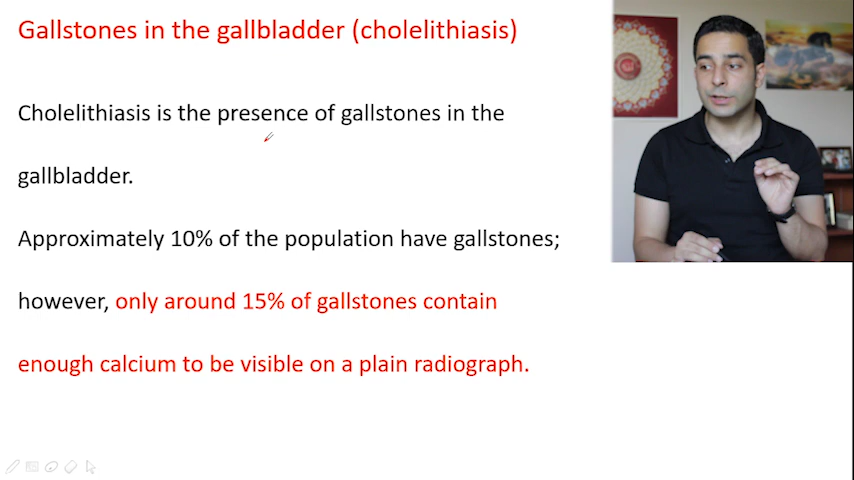 Gallstones in the gallbladder (cholelithiasis)
Cholelithiasis is the presence of gallstones in the
gallbladder.
Approximately 10% of the population have gallstones;
however, only around 15% of gallstones contain
enough calcium to be visible on a plain radiograph.